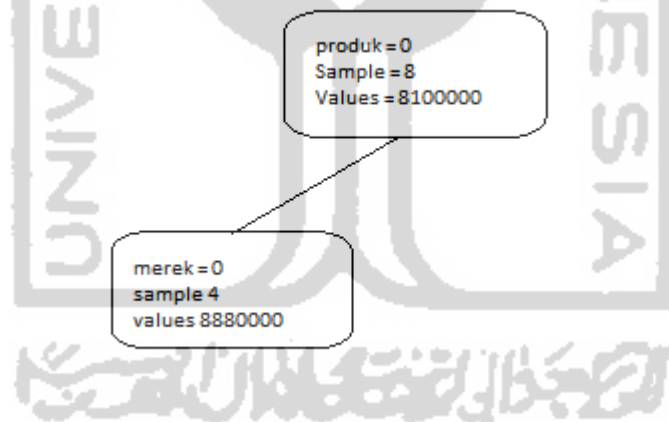 produk = 0
Sample = 8
Values = 8100000
merek = 0
sample 4
values 8880000